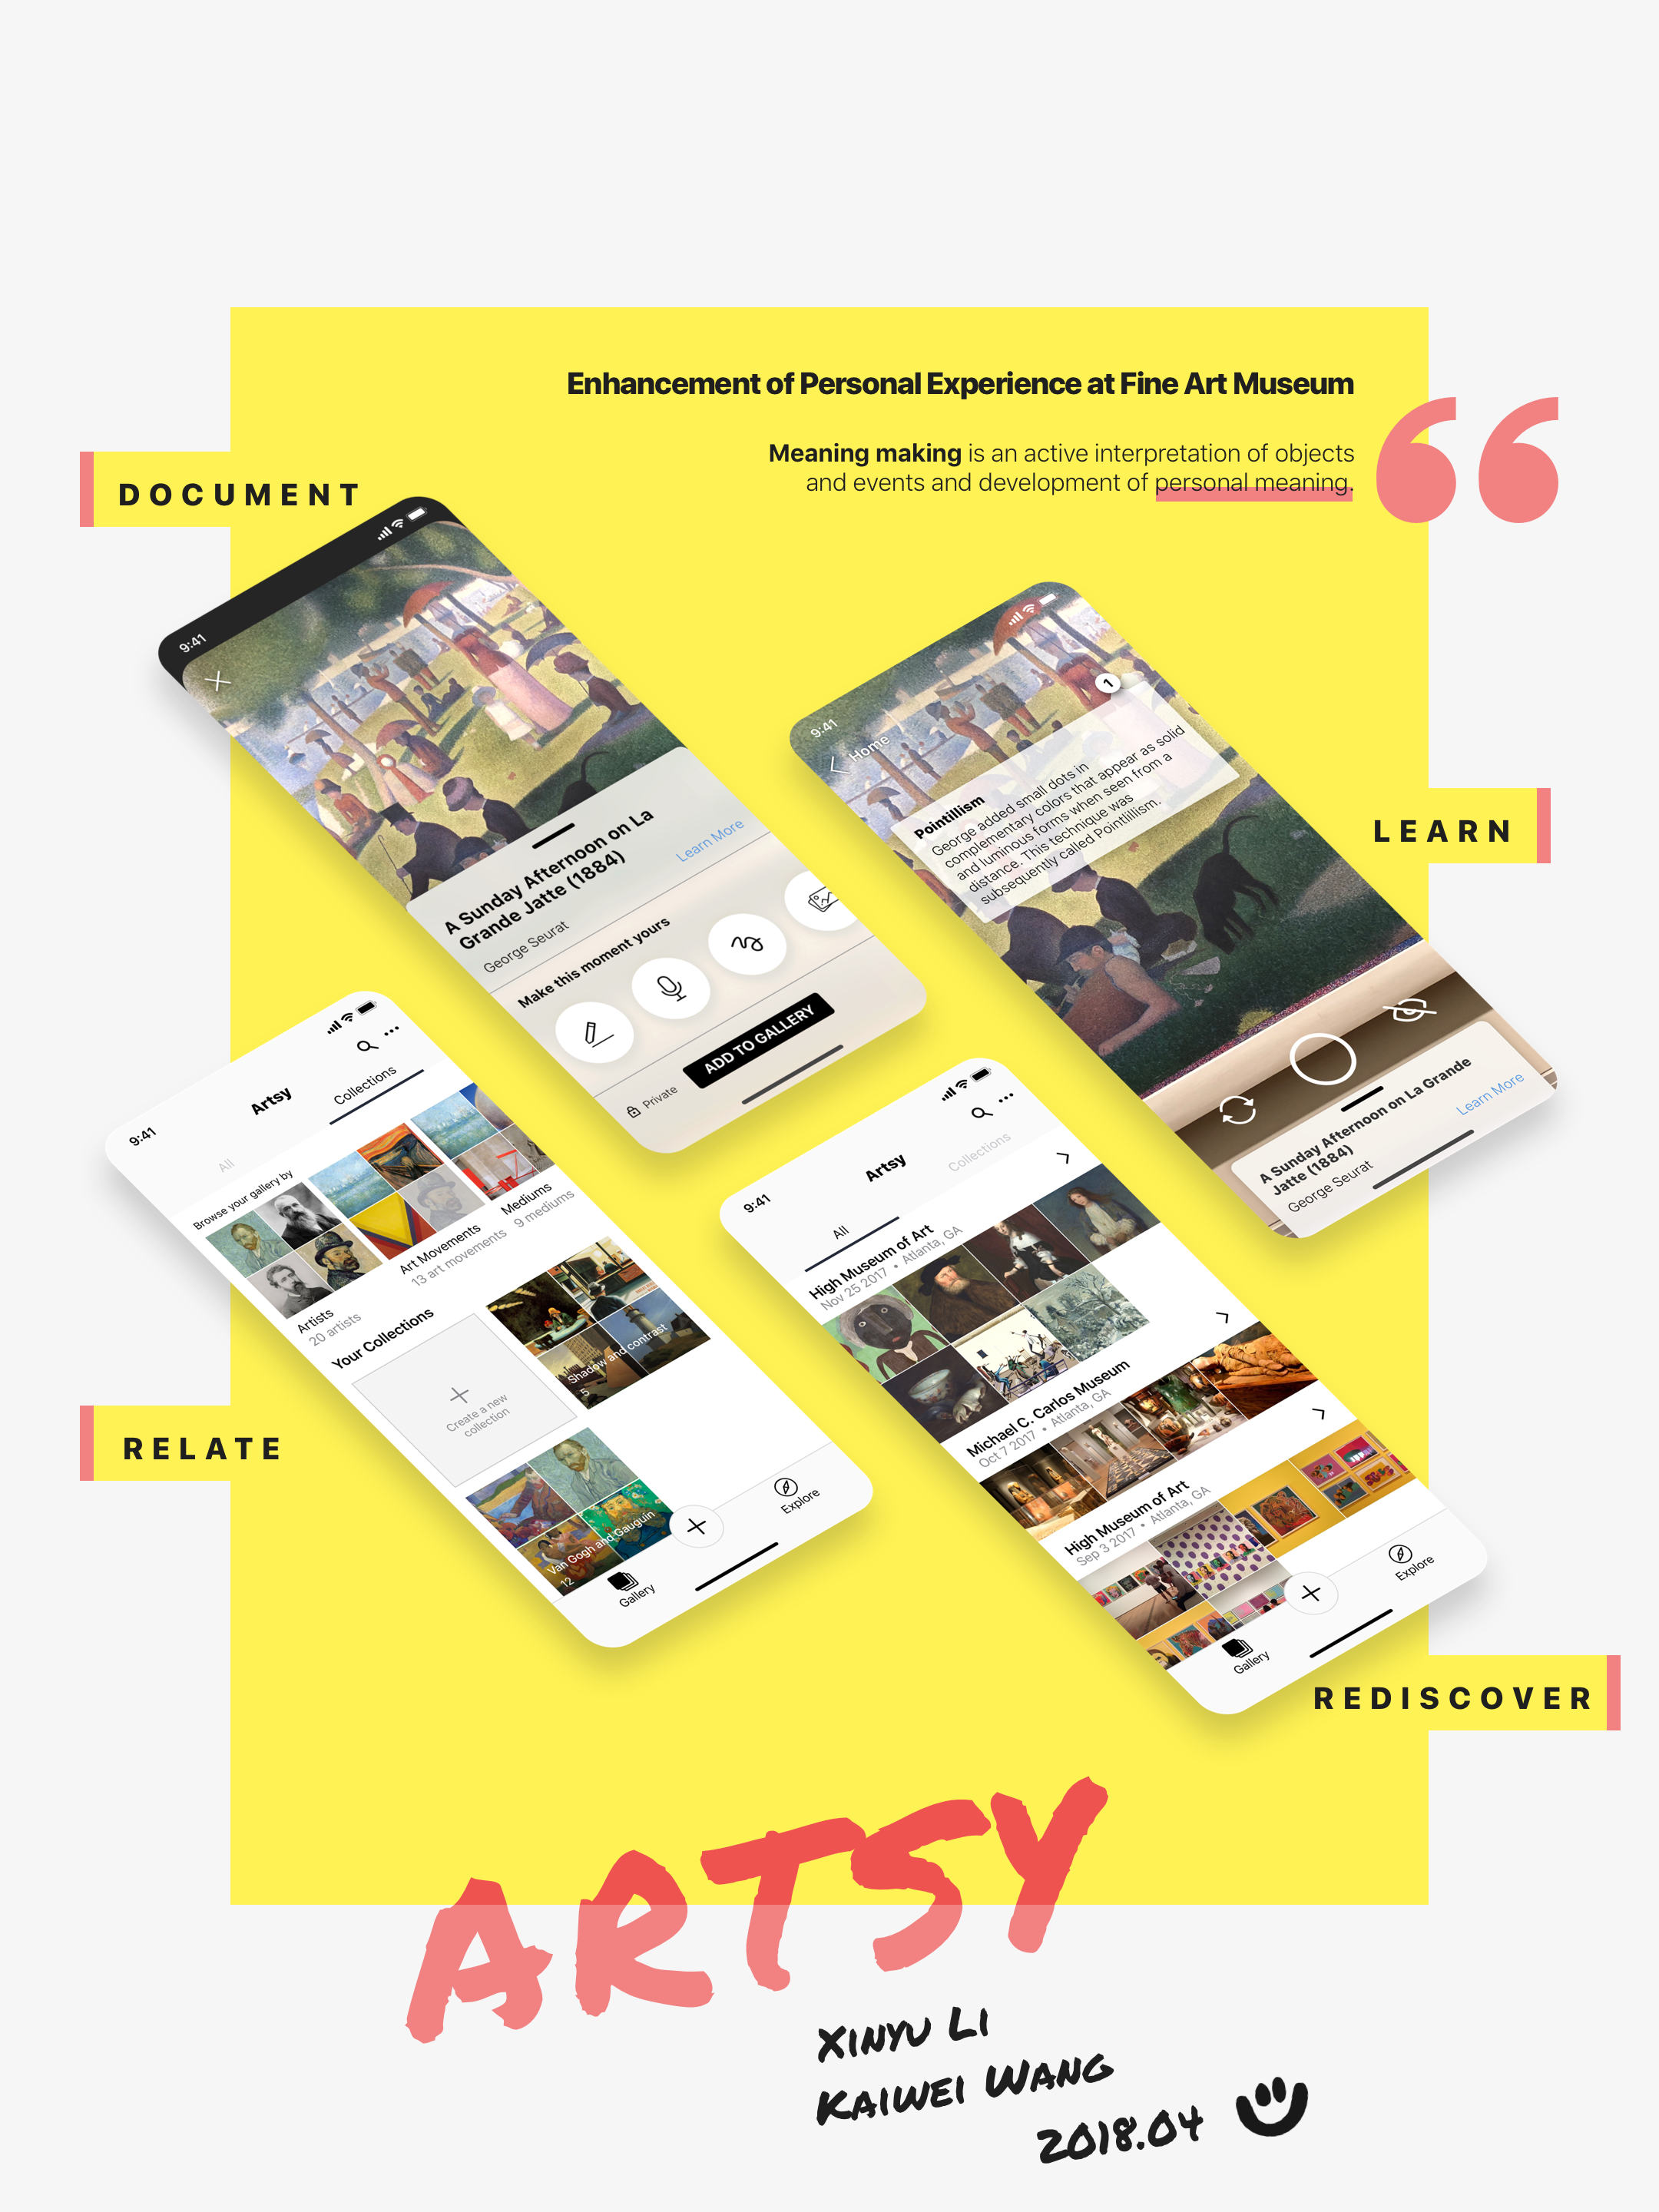 Enhancement of Personal Experience at Fine Art Museum
Meaning making is an active interpretation of objects
and events and development of personal meaning.
“
DOCUMENT
9:41
A Sunday Afternoon on La
Grande Jatte (1884)
George Seurat
Learn More
Make this moment yours
Private
ADD TO GALLERY
LEARN
9:41
Home
1
Pointillism
George added small dots in
complementary colors that appear as solid
and luminous forms when seen from a
distance. This technique was
subsequently called Pointlillism.
A Sunday Afternoon on La Grande
Jatte (1884)
George Seurat
Learn More
RELATE
9:41
Artsy
All
Collections
Browse your gallery by
Artists
20 artists
Art Movements
13 art movements
Mediums
9 mediums
Your Collections
Create a new
collection
Shadow and contrast
5
Van Gogh and Gauguin
12
Gallery
Explore
REDISCOVER
9:41
Artsy
All
Collections
High Museum of Art
Nov 25 2017 • Atlanta, GA
Michael C. Carlos Museum
Oct 7 2017 • Atlanta, GA
High Museum of Art
Sep 3 2017 • Atlanta, GA
Gallery
Explore
ARTSY
XINYU LI
KAIWEI WANG
2018.04